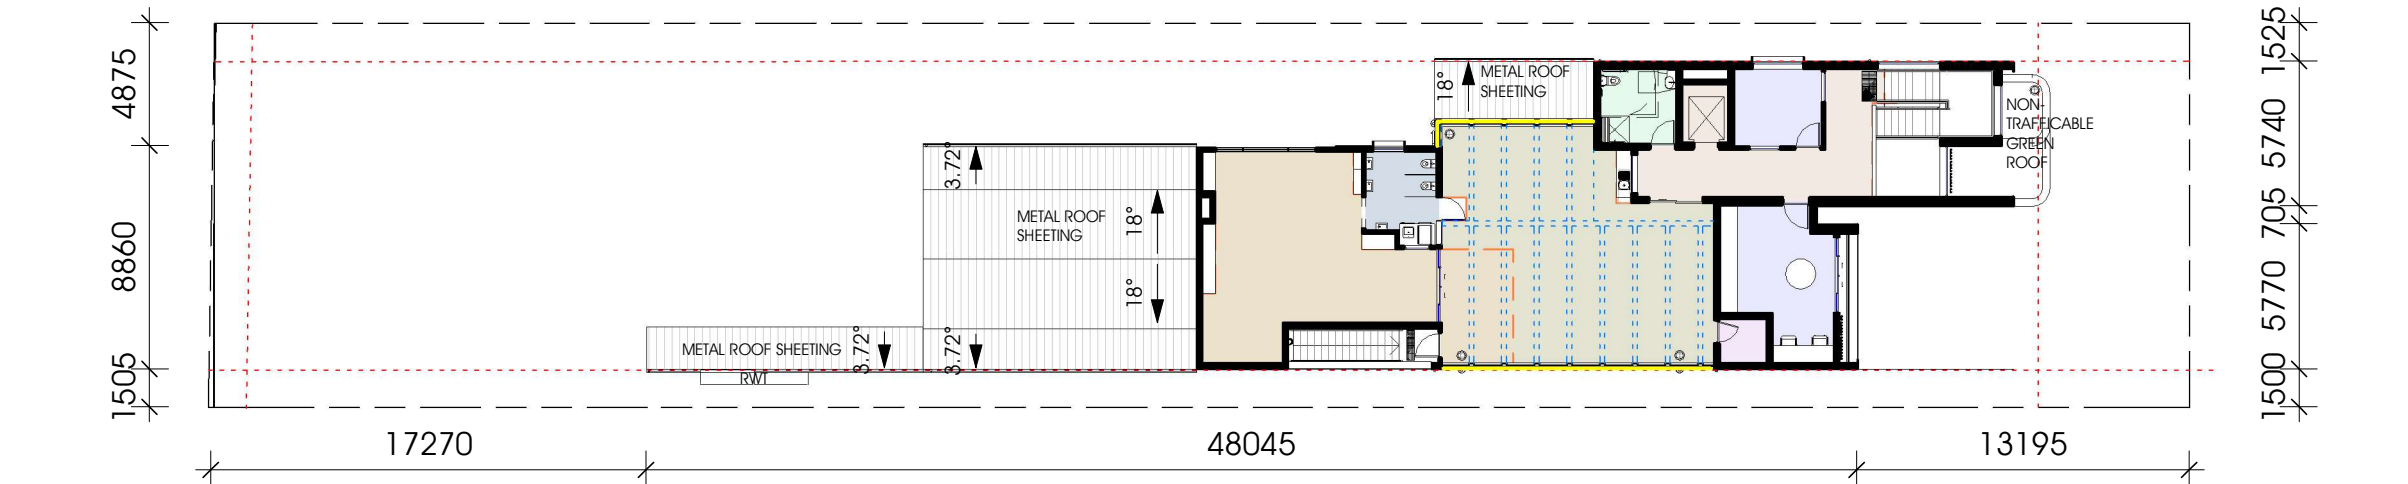 4875
8860
1505
METAL ROOF
SHEETING
18°
3.72°
METAL ROOF
SHEETING
18°
18°
3.72°
METAL ROOF SHEETING
3.72°
RWT
NON-
TRAFFICABLE
GREEN
ROOF
1525
5740
705
5770
1500
17270
48045
13195